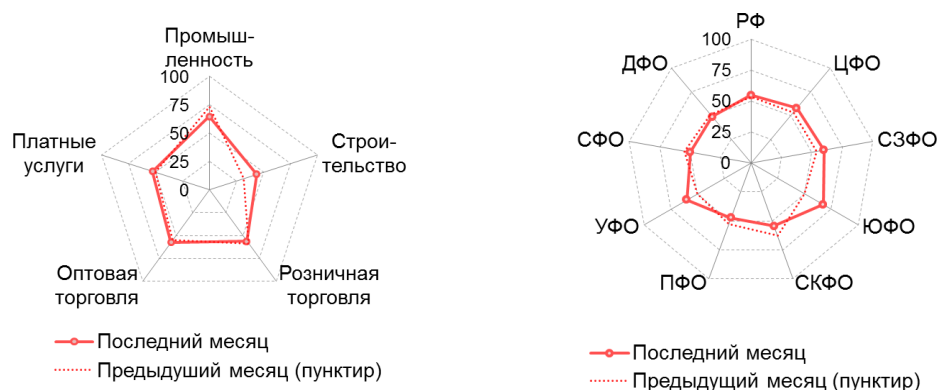 Промыш-
ленность
100
75
50
25
0
Строи-
тельство
Розничная
торговля
Оптовая
торговля
Платные
услуги
Последний месяц
Предыдуший месяц (пунктир)
РФ
100
75
50
25
0
ЦФО
СЗФО
ЮФО
СКФО
ПФО
УФО
СФО
ДФО
Последний месяц
Предыдущий месяц (пунктир)